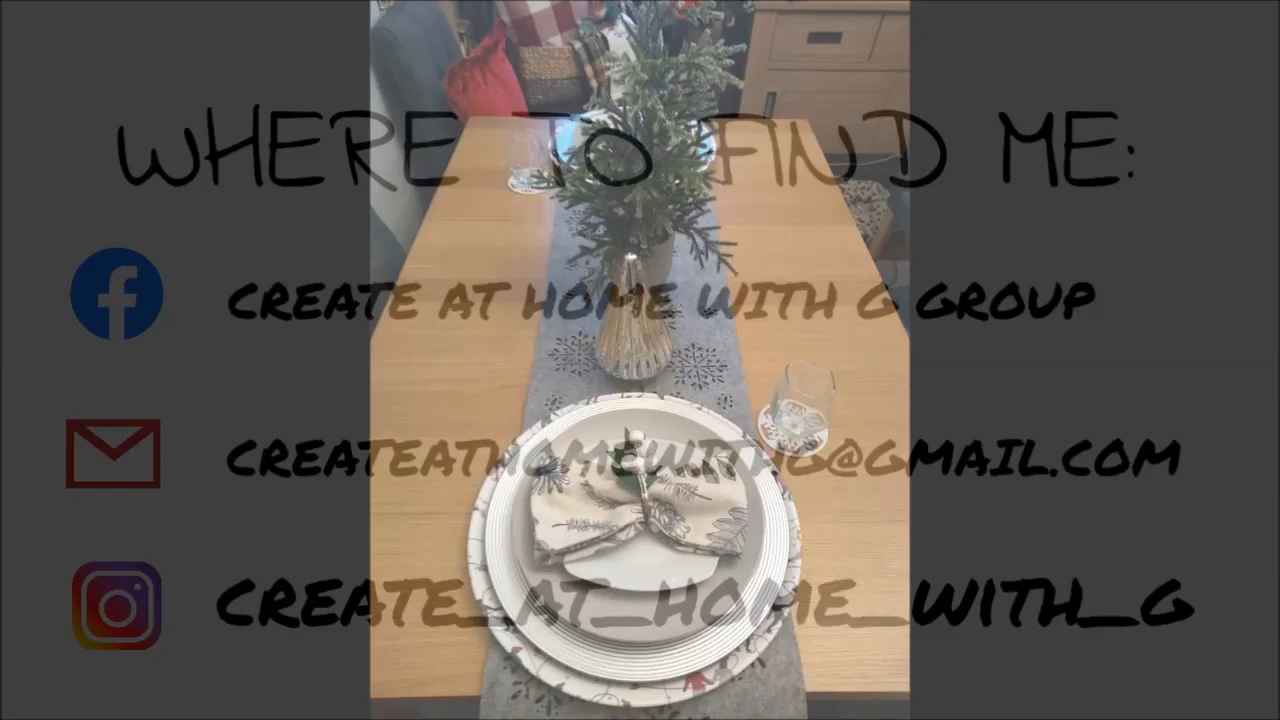 WHERE TO FIND ME:
CREATE AT HOME WITH G GROUP
CREATEATHOMEWITHG@GMAIL.COM
CREATE_AT_HOME_WITH_G